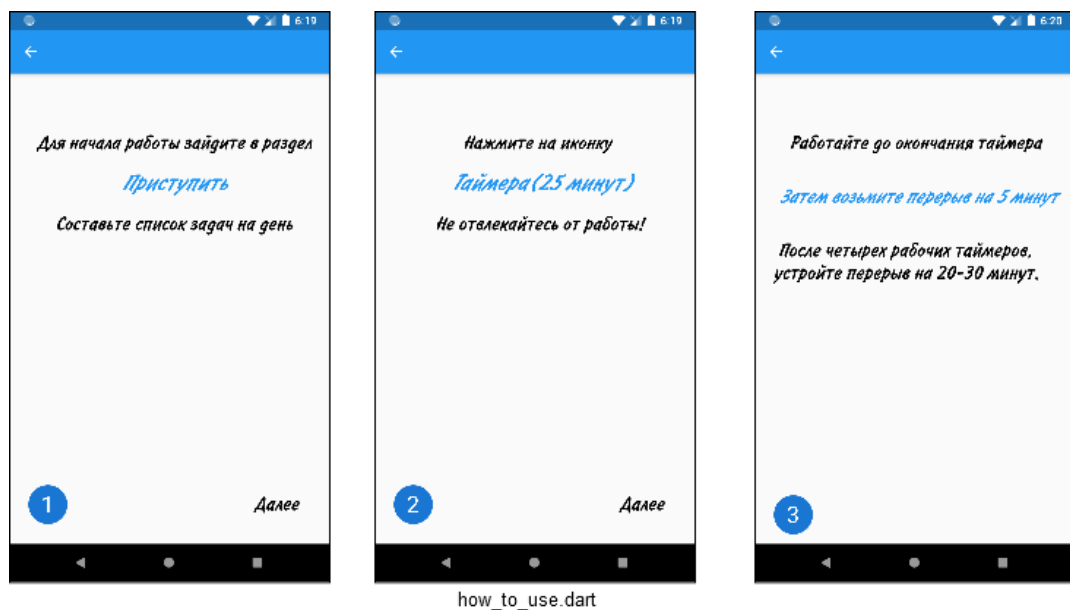 6:19
Для начала работы зайдите в раздел
Приступить
Составьте список задач на день
1
Далее
6:19
Нажмите на иконку
Таймера(25 минут)
Не отвлекайтесь от работы!
2
Далее
6:20
Работайте до окончания таймера
Затем возьмите перерыв на 5 минут
После четырех рабочих таймеров,
устройте перерыв на 20-30 минут.
3
how_to_use.dart